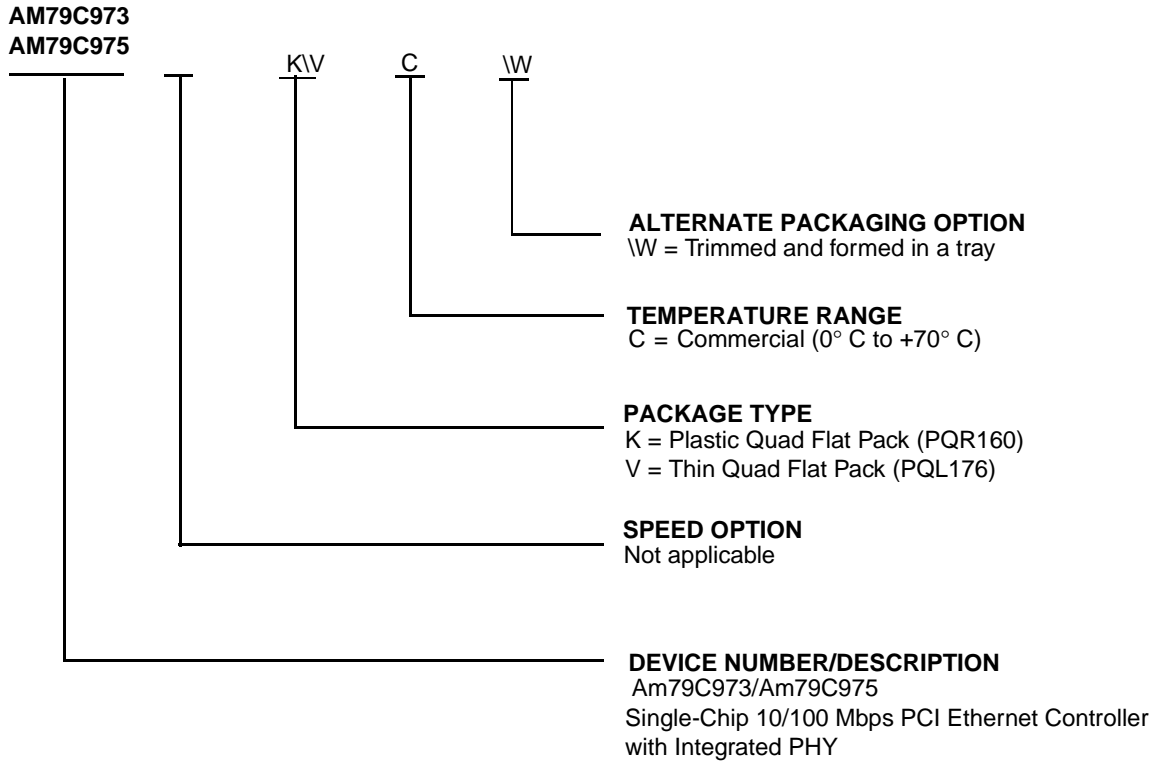 AM79C973
AM79C975
K\V C \W
ALTERNATE PACKAGING OPTION
\W = Trimmed and formed in a tray
TEMPERATURE RANGE
C = Commercial (0° C to +70° C)
PACKAGE TYPE
K = Plastic Quad Flat Pack (PQR160)
V = Thin Quad Flat Pack (PQL176)
SPEED OPTION
Not applicable
DEVICE NUMBER/DESCRIPTION
Am79C973/Am79C975
Single-Chip 10/100 Mbps PCI Ethernet Controller
with Integrated PHY